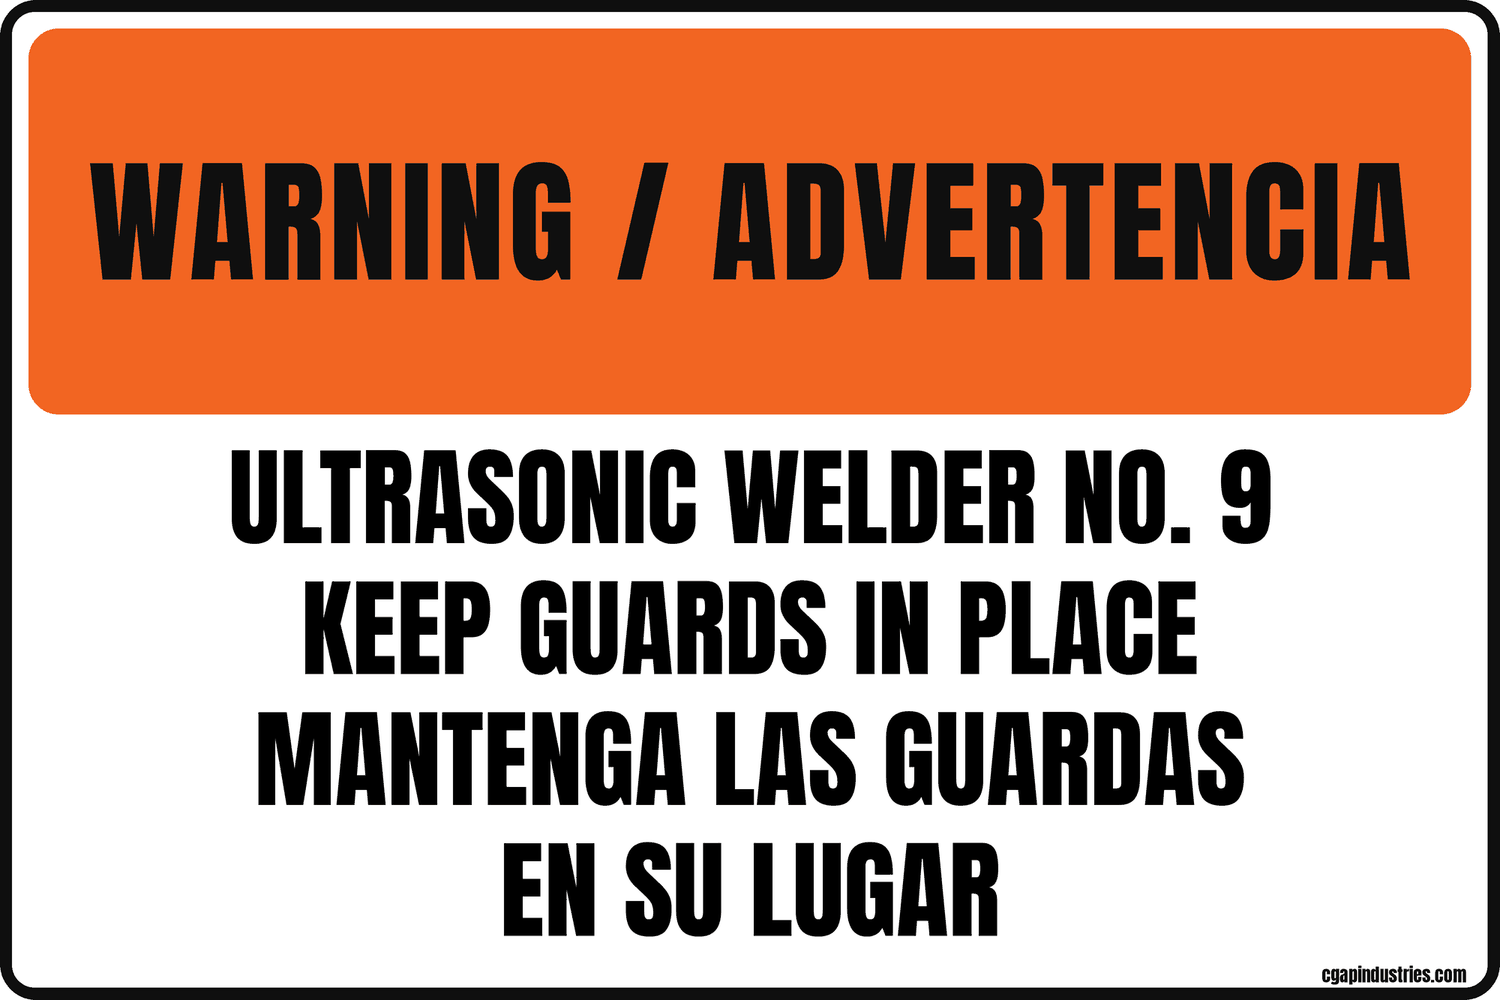 WARNING / ADVERTENCIA
ULTRASONIC WELDER NO. 9
KEEP GUARDS IN PLACE
MANTENGA LAS GUARDAS
EN SU LUGAR
cgapindustries.com